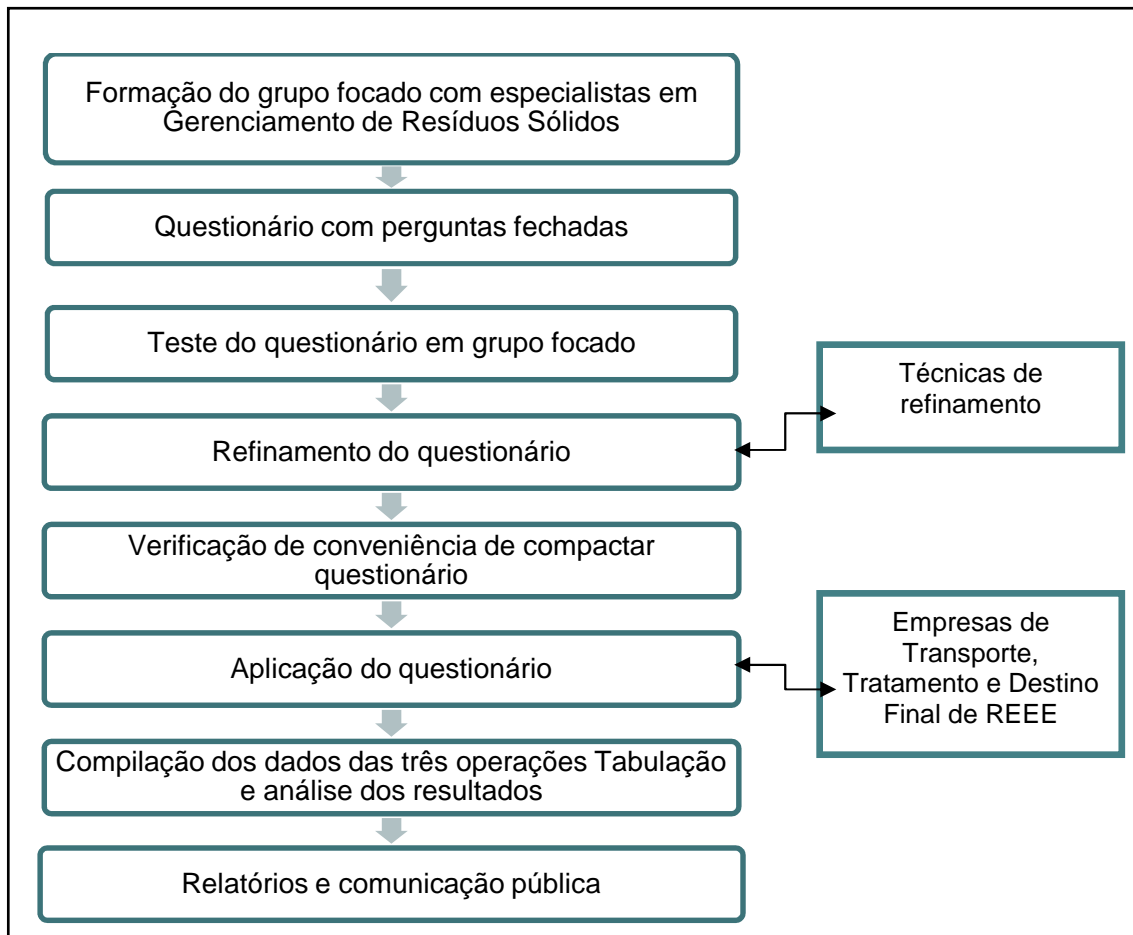 Formação do grupo focado com especialistas em
Gerenciamento de Resíduos Sólidos
Questionário com perguntas fechadas
Teste do questionário em grupo focado
Técnicas de
refinamento
Refinamento do questionário
Verificação de conveniência de compactar
questionário
Aplicação do questionário
Empresas de
Transporte,
Tratamento e Destino
Final de REEE
Compilação dos dados das três operações Tabulação
e análise dos resultados
Relatórios e comunicação pública